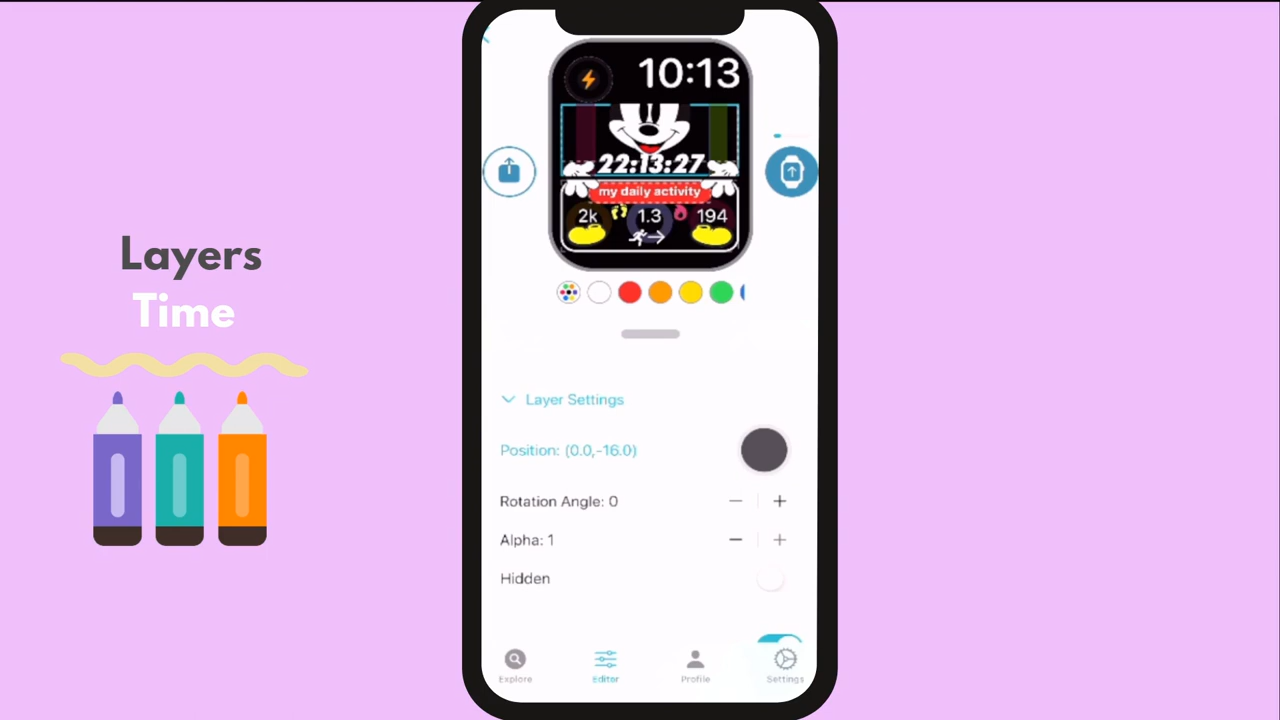 Layers
Time
10:13
22:13:27
my daily activity
2k
1.3
194
Layer Settings
Position: (0.0,-16.0)
Rotation Angle: 0
Alpha: 1
Hidden
Explore
Editor
Profile
Settings